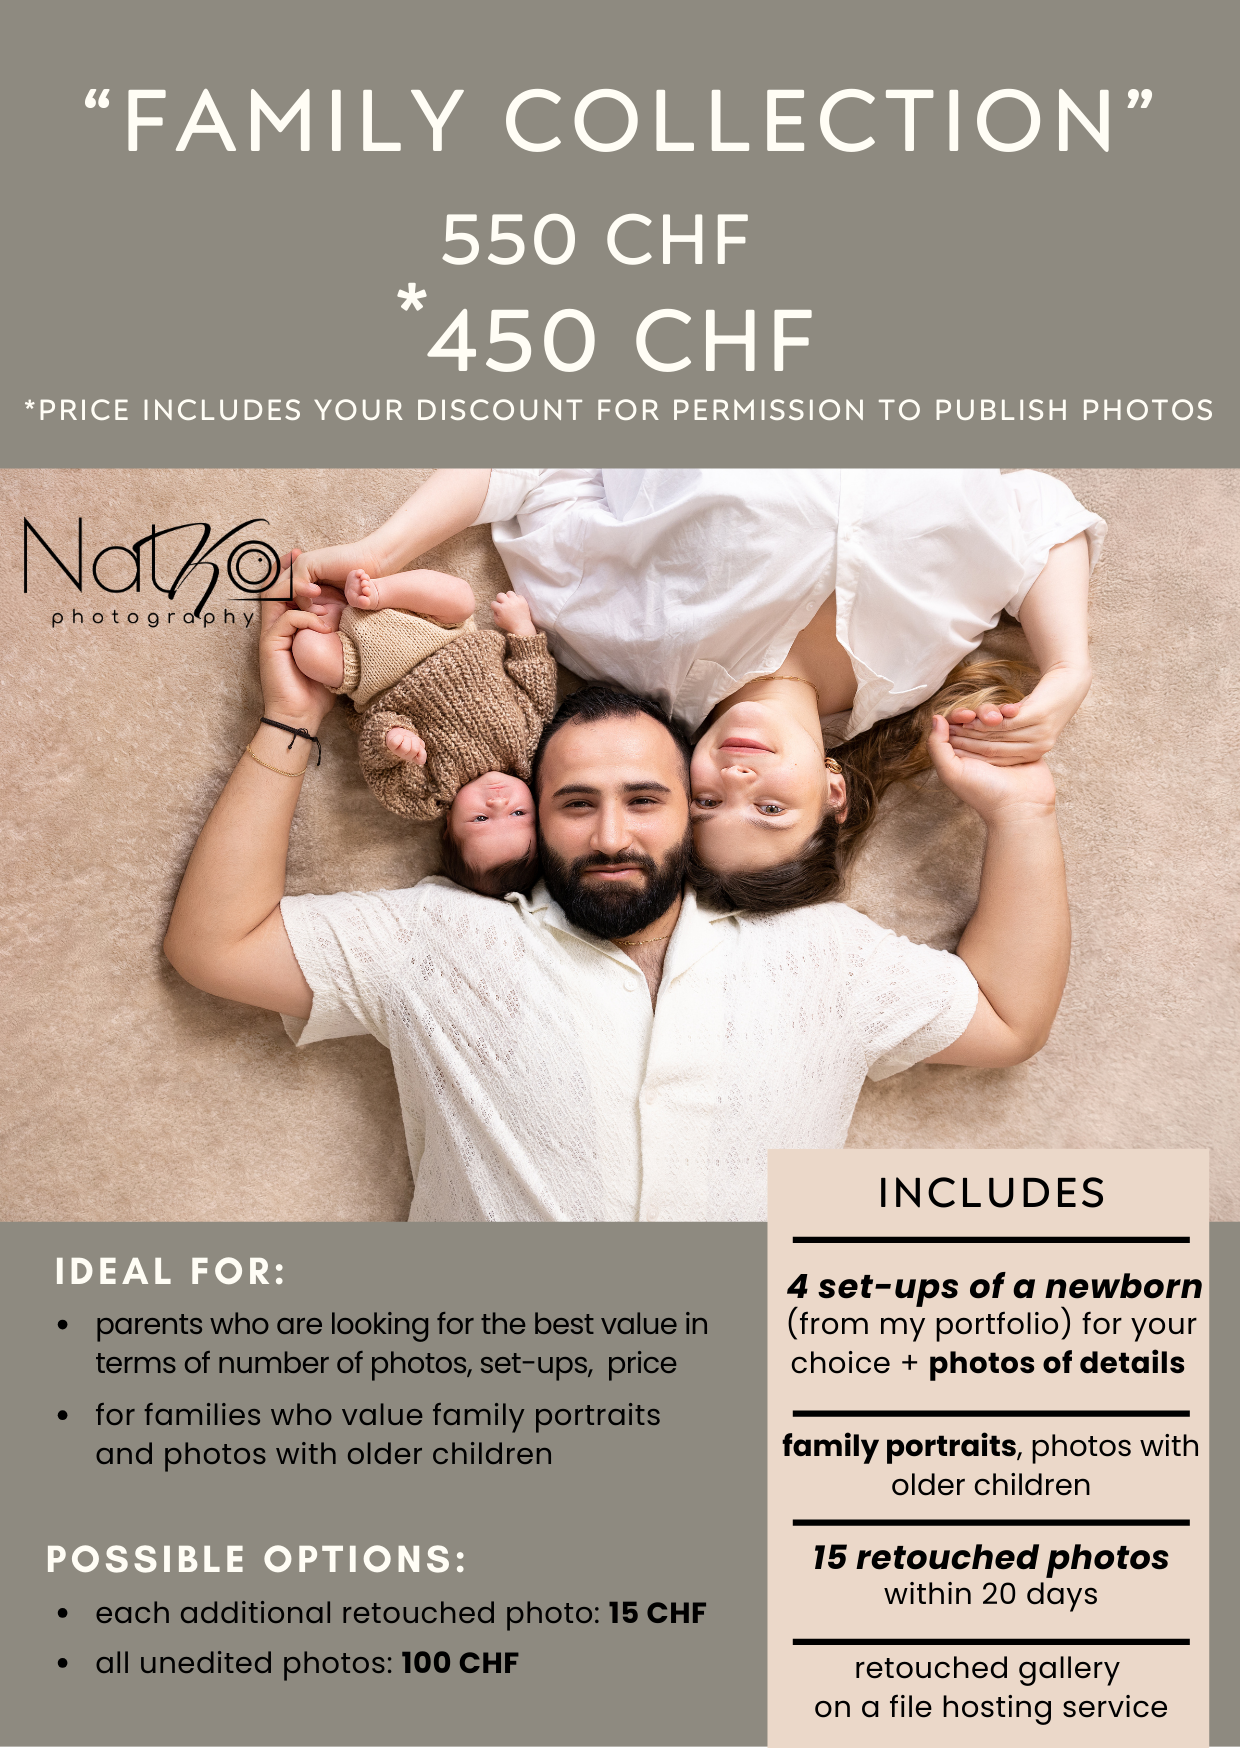 “FAMILY COLLECTION”
550 CHF
*450 CHF
*PRICE INCLUDES YOUR DISCOUNT FOR PERMISSION TO PUBLISH PHOTOS
NatKo
photography
IDEAL FOR:
• parents who are looking for the best value in
terms of number of photos, set-ups, price
• for families who value family portraits
and photos with older children
POSSIBLE OPTIONS:
• each additional retouched photo: 15 CHF
• all unedited photos: 100 CHF
INCLUDES
4 set-ups of a newborn
(from my portfolio) for your
choice + photos of details
family portraits, photos with
older children
15 retouched photos
within 20 days
retouched gallery
on a file hosting service